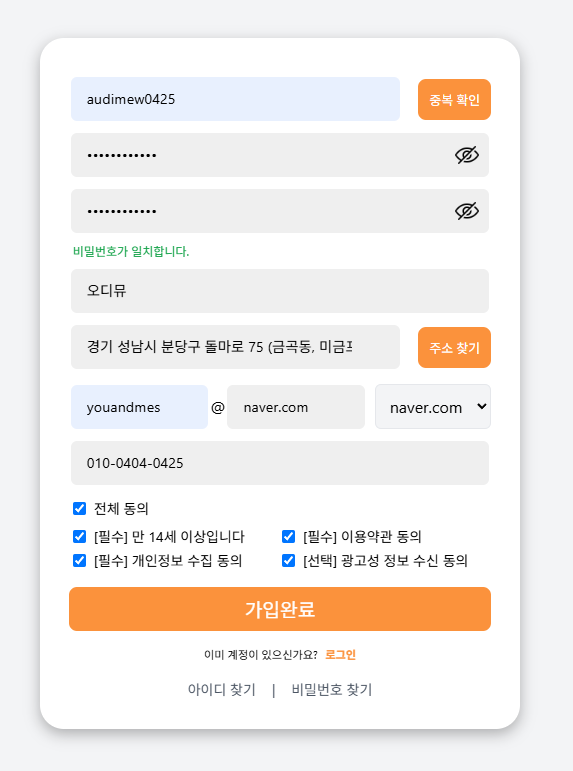 audimew0425 중복 확인
••••••••••••
••••••••••••
비밀번호가 일치합니다.
오디뮤
경기 성남시 분당구 돌마로 75 (금곡동, 미금프 주소 찾기
youandmes @ naver.com naver.com
010-0404-0425
전체 동의
[필수] 만 14세 이상입니다 [필수] 이용약관 동의
[필수] 개인정보 수집 동의 [선택] 광고성 정보 수신 동의
가입완료
이미 계정이 있으신가요? 로그인
아이디 찾기 | 비밀번호 찾기